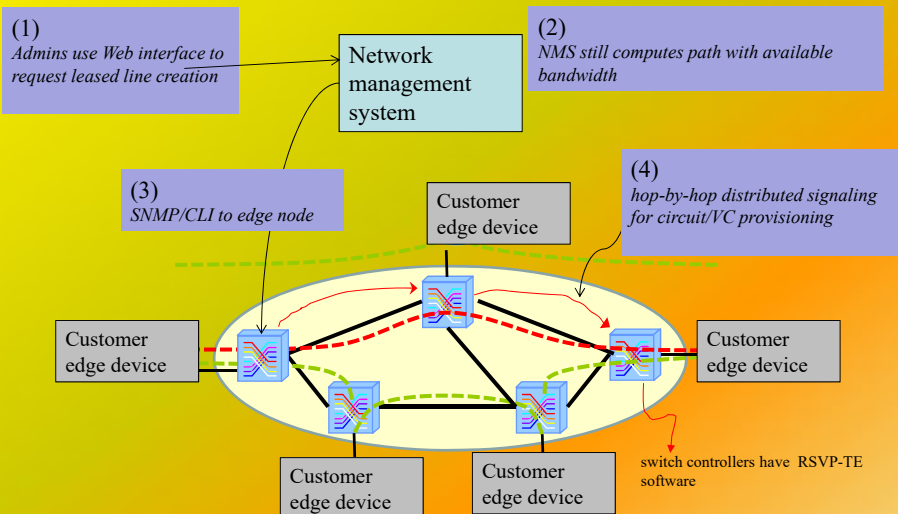 (1)
Admins use Web interface to
request leased line creation
Network
management
system
(2)
NMS still computes path with available
bandwidth
(3)
SNMP/CLI to edge node
Customer
edge device
(4)
hop-by-hop distributed signaling
for circuit/VC provisioning
Customer
edge device
Customer
edge device
Customer
edge device
Customer
edge device
switch controllers have RSVP-TE
software